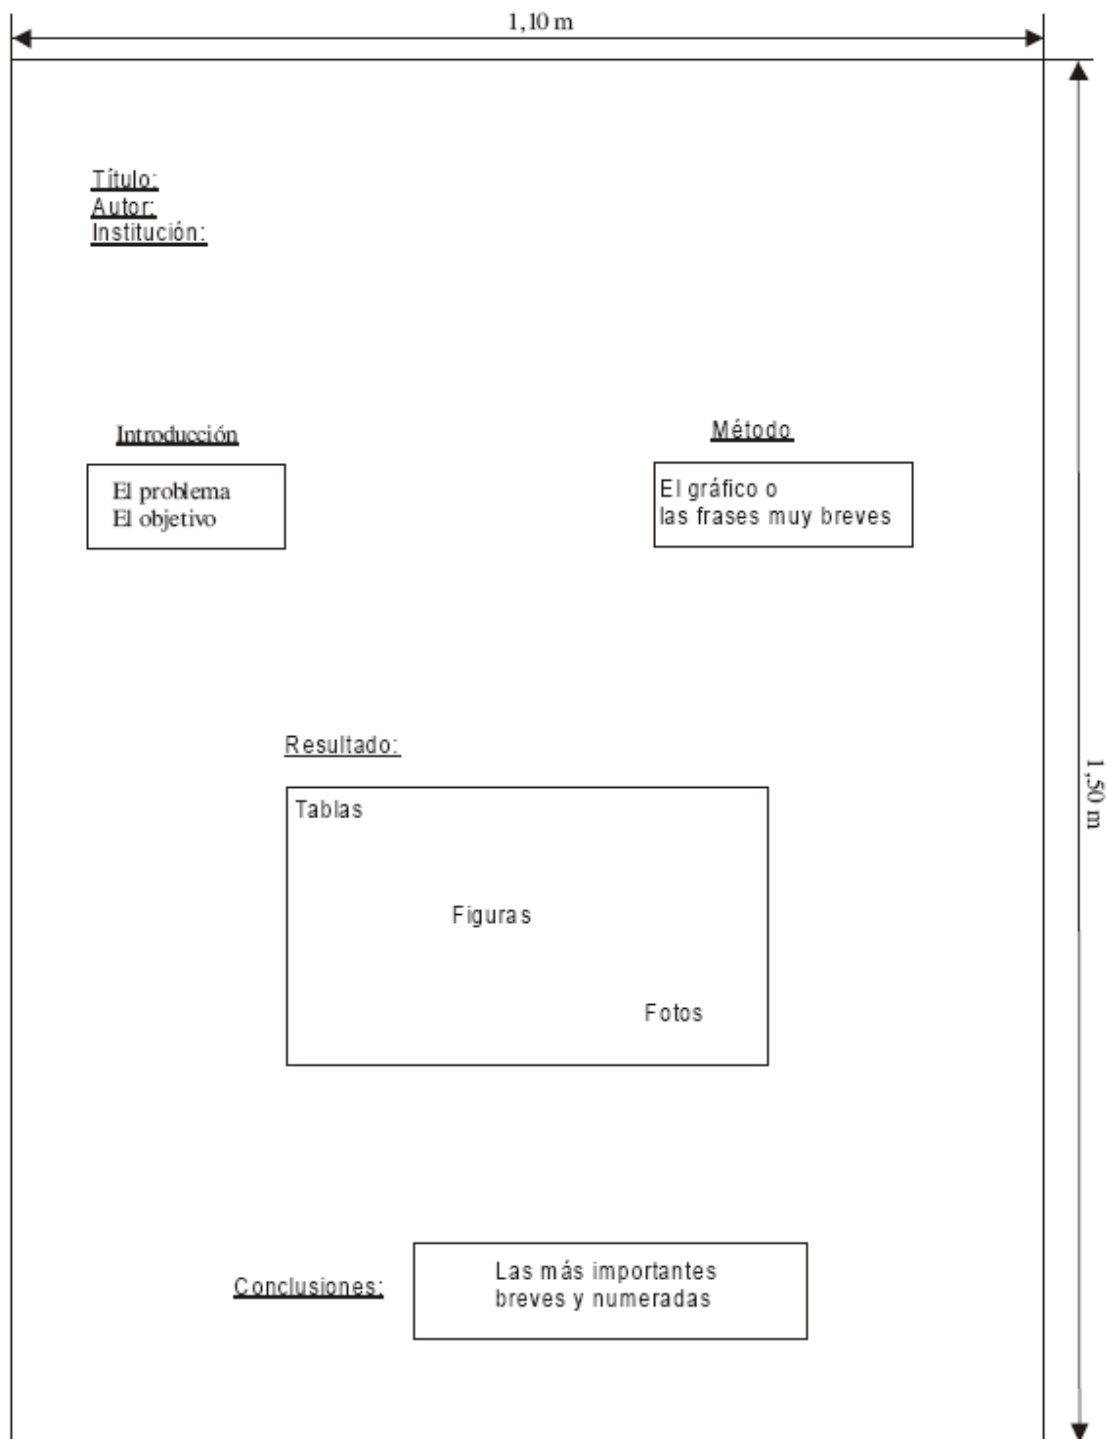 1,10 m
Título:
Autor:
Institución:
Introducción
Método
El problema
El objetivo
El gráfico o
las frases muy breves
Resultado:
Tablas
Figuras
Fotos
1,50 m
Conclusiones:
Las más importantes
breves y numeradas